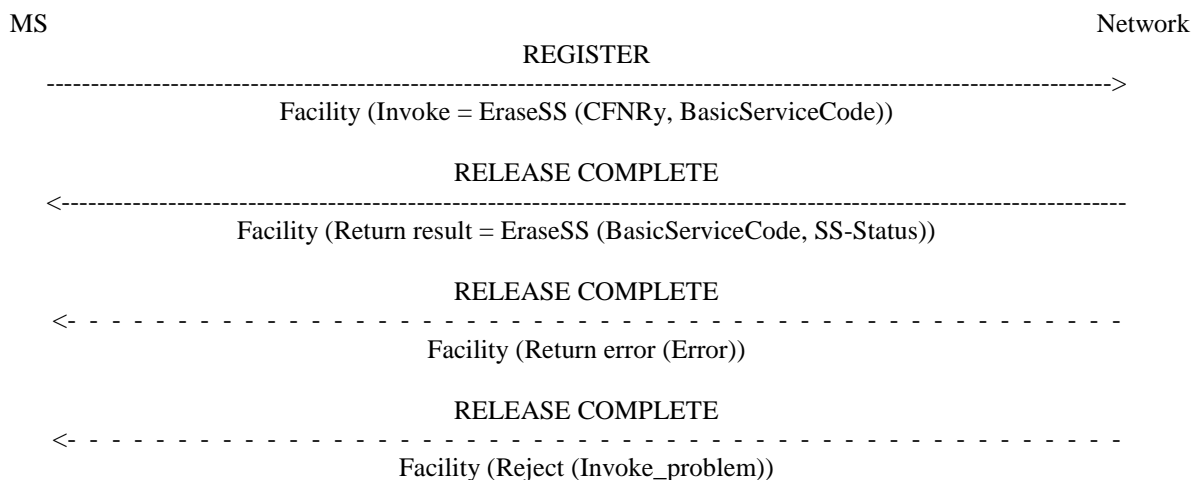 MS Network
REGISTER
Facility (Invoke = EraseSS (CFNRy, BasicServiceCode))
RELEASE COMPLETE
Facility (Return result = EraseSS (BasicServiceCode, SS-Status))
RELEASE COMPLETE
Facility (Return error (Error))
RELEASE COMPLETE
Facility (Reject (Invoke_problem))